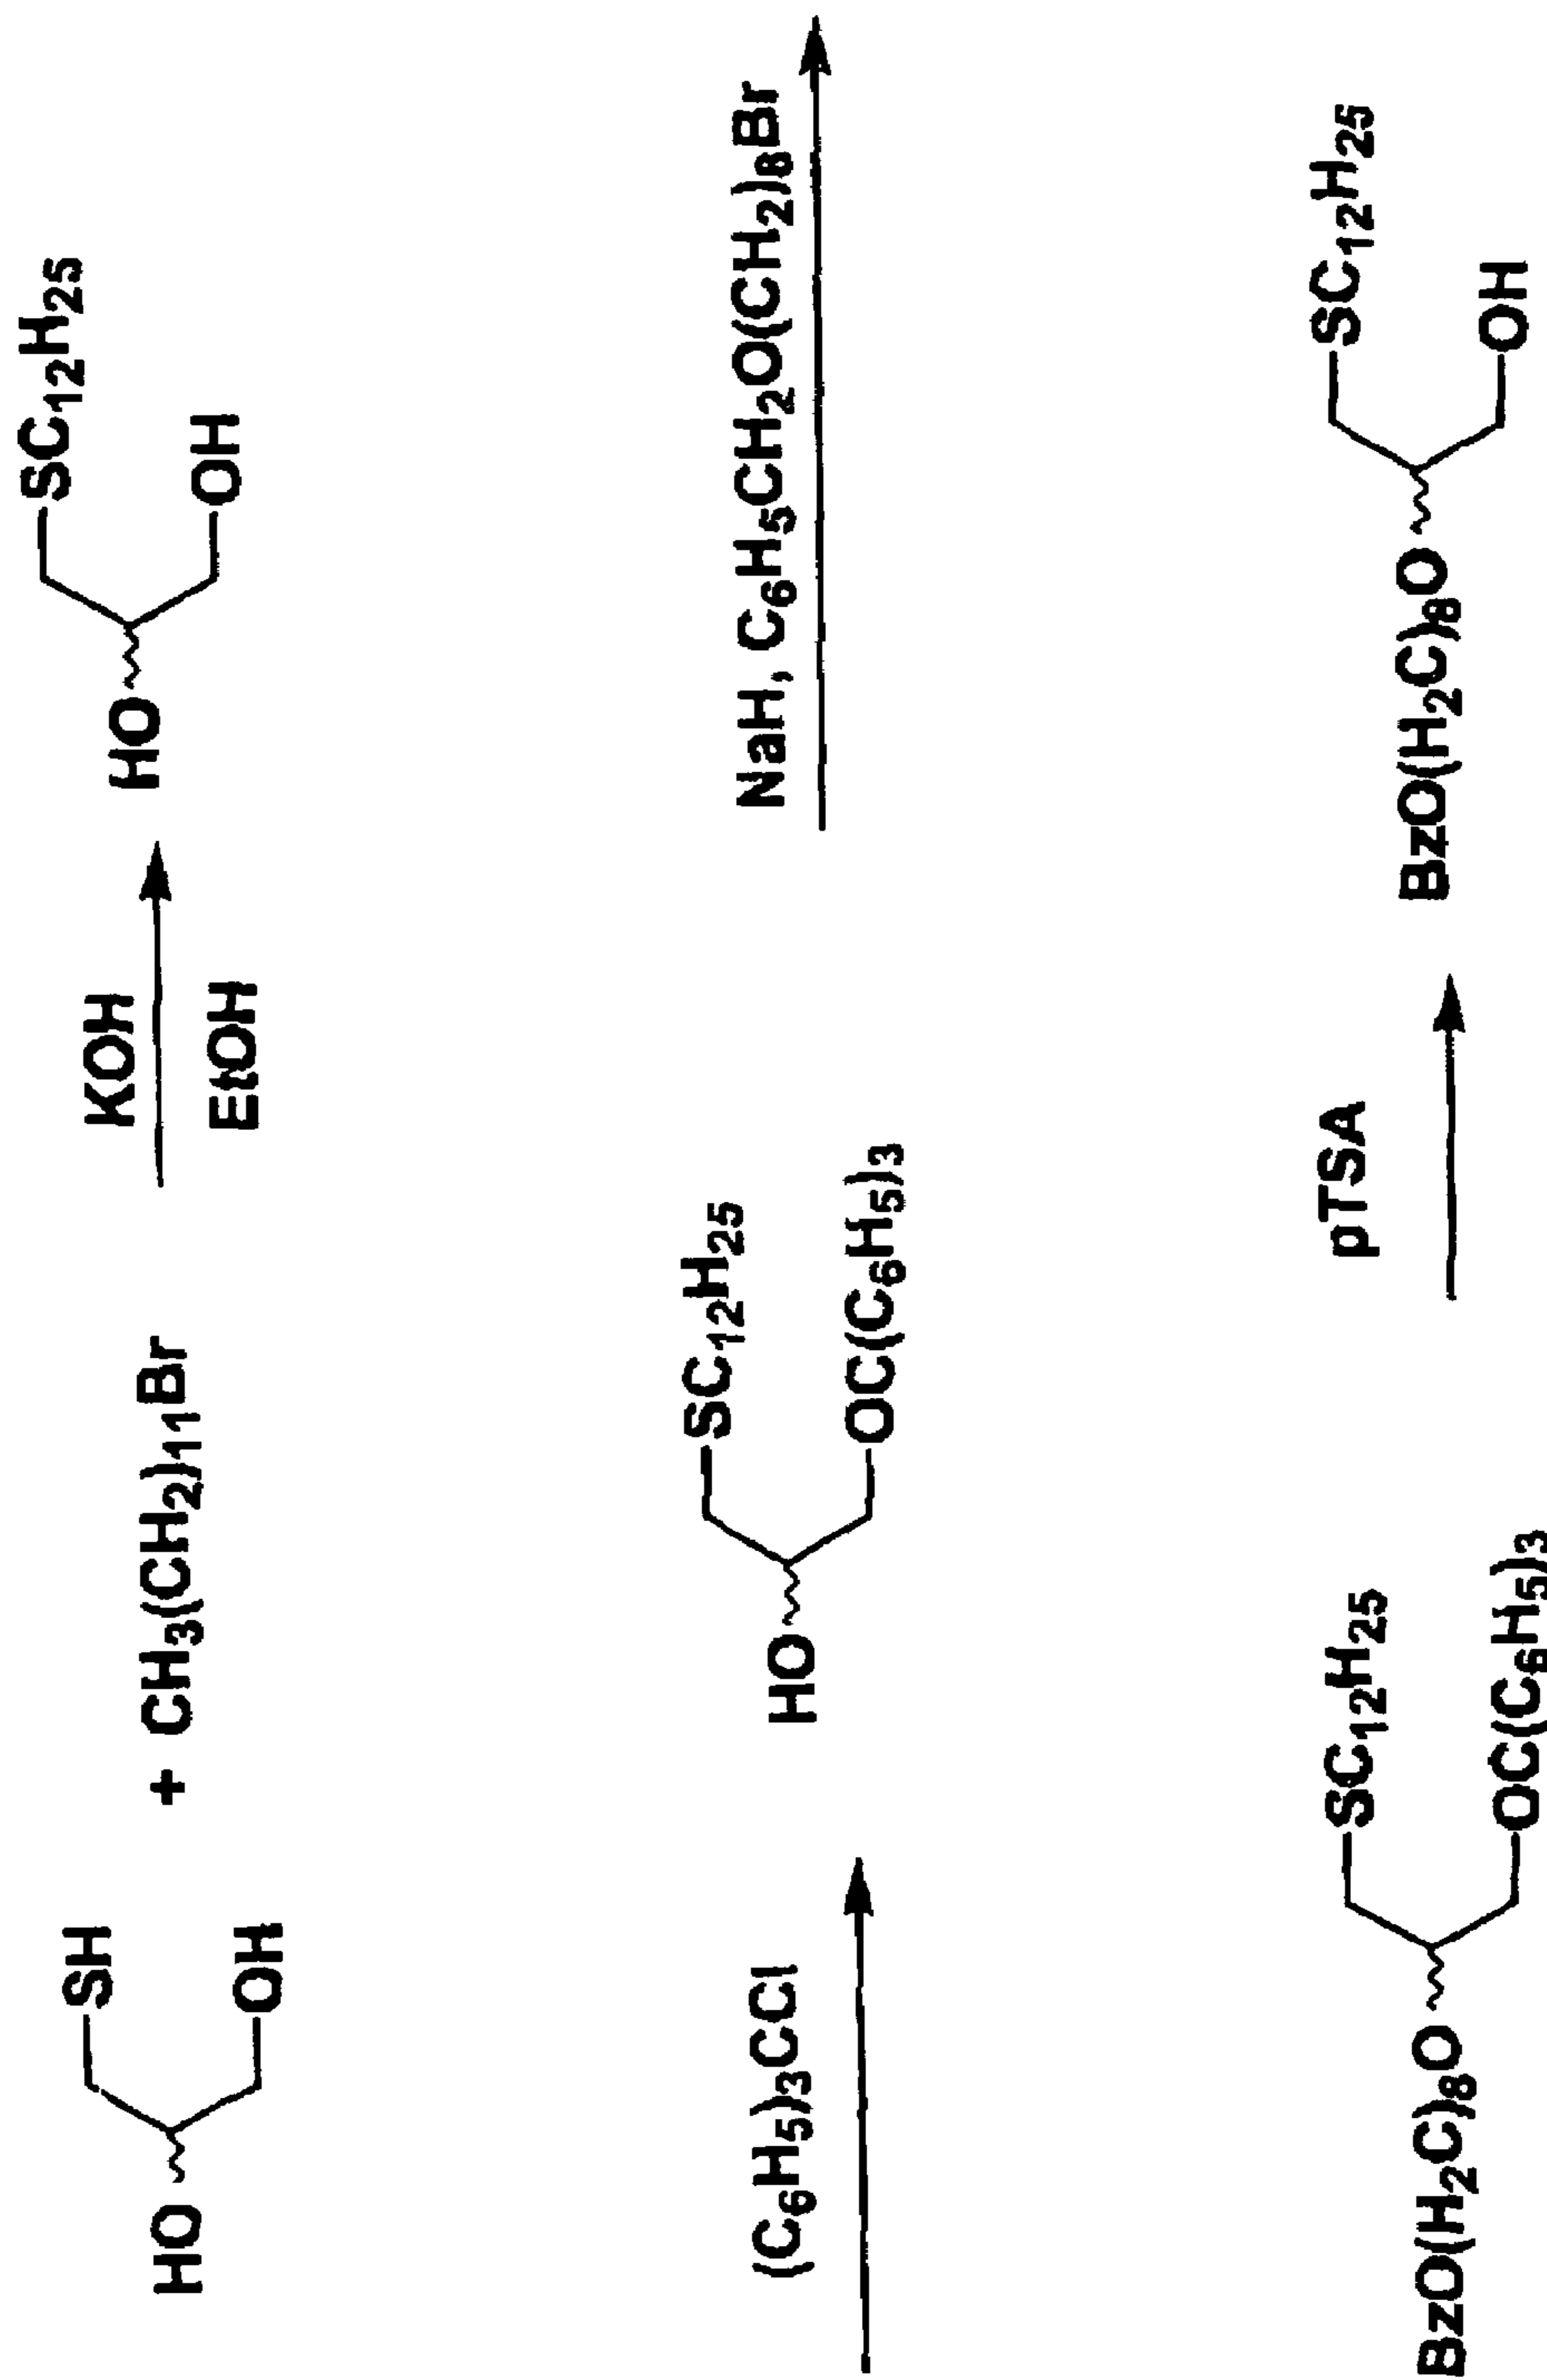 HO SH OH + CH₃(CH₂)₁₁Br KOH EtOH HO SC₁₂H₂₅ OH
(C₆H₅)₃CCl HO SC₁₂H₂₅ OC(C₆H₅)₃ NaH, C₆H₅CH₂O(CH₂)₈Br
BzO(H₂C)₈O SC₁₂H₂₅ OC(C₆H₅)₃ pTSA BzO(H₂C)₈O SC₁₂H₂₅ OH